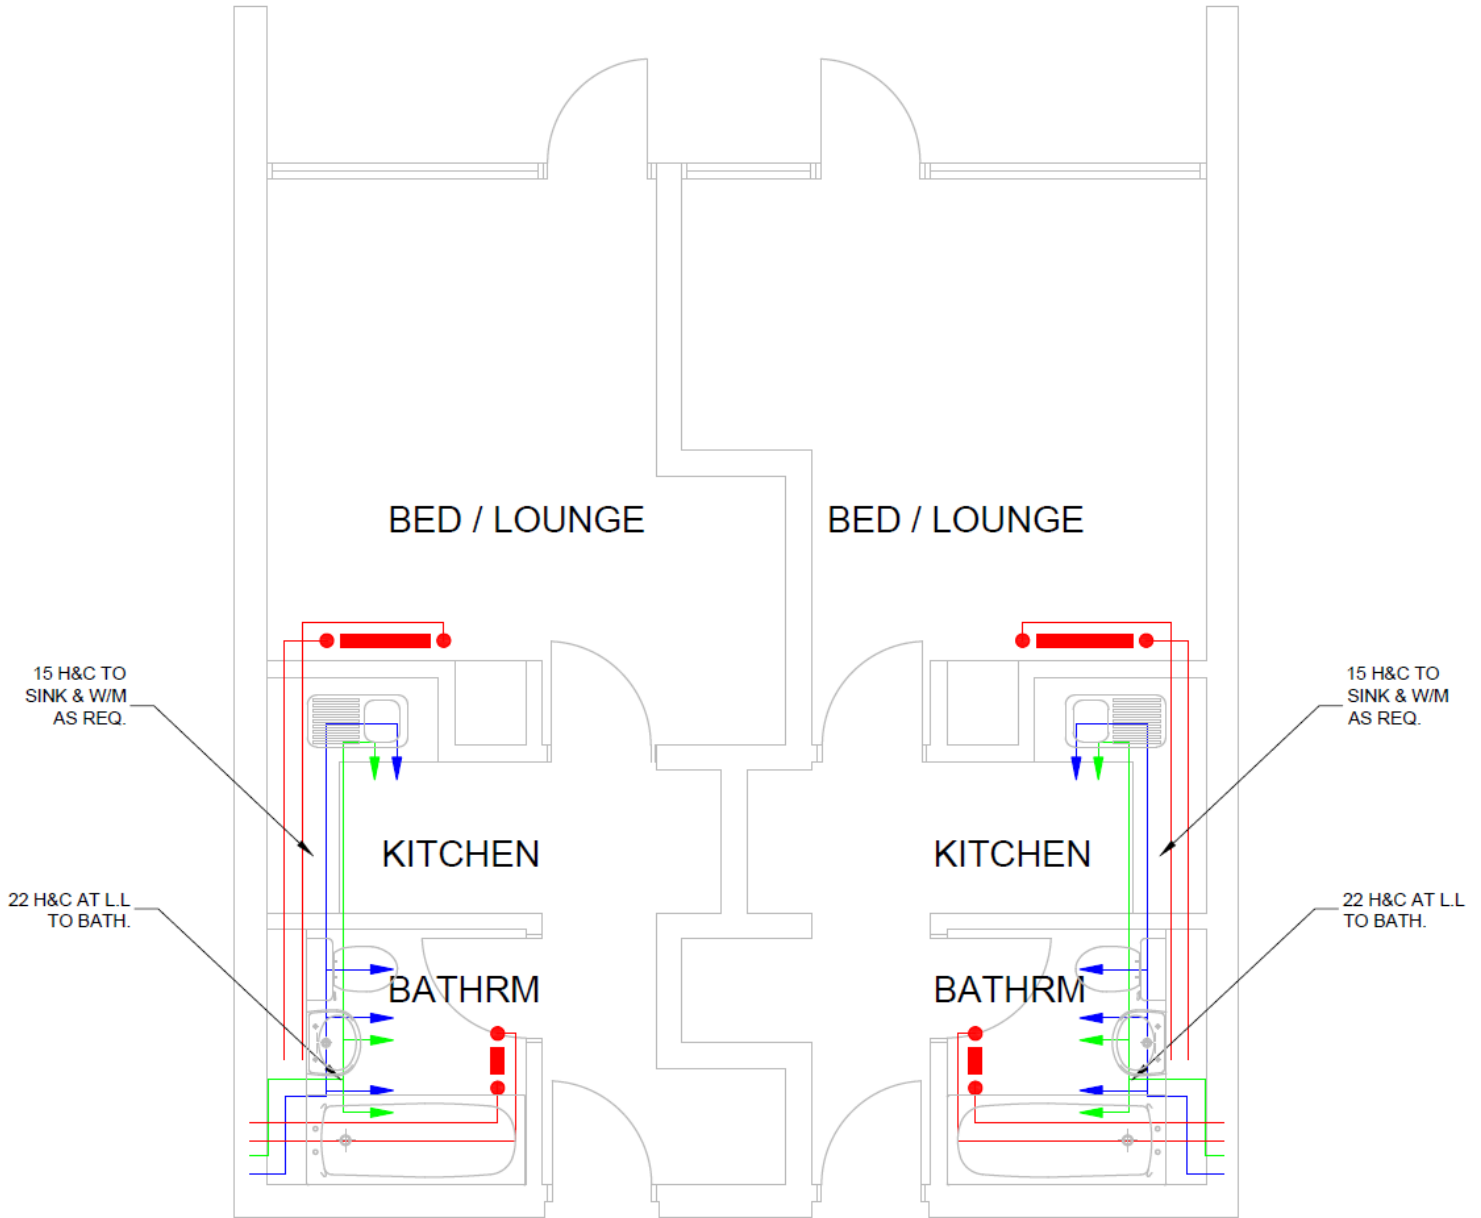 BED / LOUNGE
BED / LOUNGE
15 H&C TO
SINK & W/M
AS REQ.
15 H&C TO
SINK & W/M
AS REQ.
KITCHEN
KITCHEN
22 H&C AT L.L
TO BATH.
22 H&C AT L.L
TO BATH.
BATHRM
BATHRM